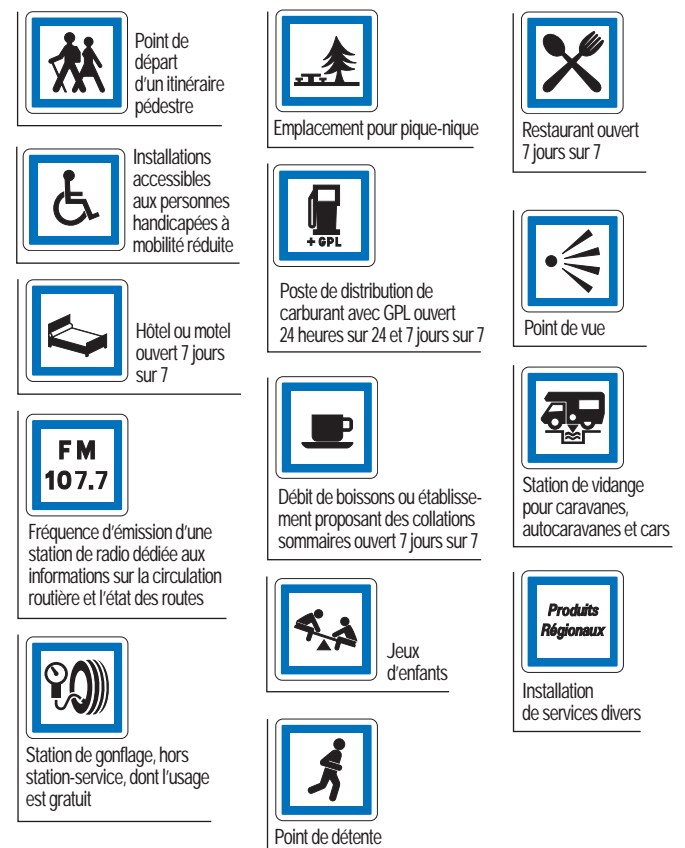 Point de
départ
d'un itinéraire
pédestre
Installations
accessibles
aux personnes
handicapées à
mobilité réduite
Hôtel ou motel
ouvert 7 jours
sur 7
FM
107.7
Fréquence d'émission d'une
station de radio dédiée aux
informations sur la circulation
routière et l'état des routes
Station de gonflage, hors
station-service, dont l'usage
est gratuit
Emplacement pour pique-nique
+ GPL
Poste de distribution de
carburant avec GPL ouvert
24 heures sur 24 et 7 jours sur 7
Débit de boissons ou établisse-
ment proposant des collations
sommaires ouvert 7 jours sur 7
Jeux
d'enfants
Point de détente
Restaurant ouvert
7 jours sur 7
Point de vue
Station de vidange
pour caravanes,
autocaravanes et cars
Produits
Régionaux
Installation
de services divers